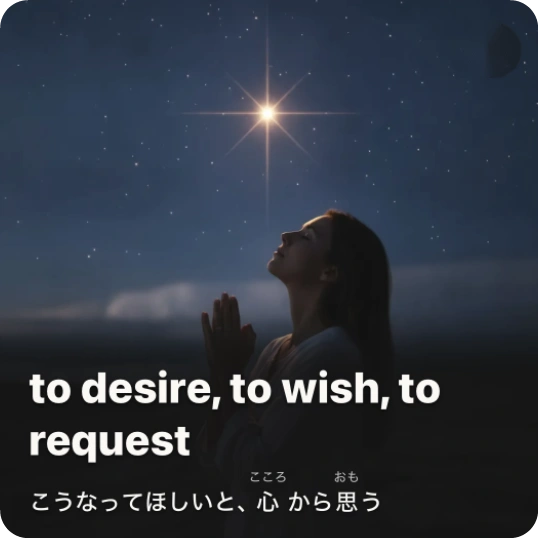 to desire, to wish, to
request
こころ おも
こうなってほしいと、心から思う